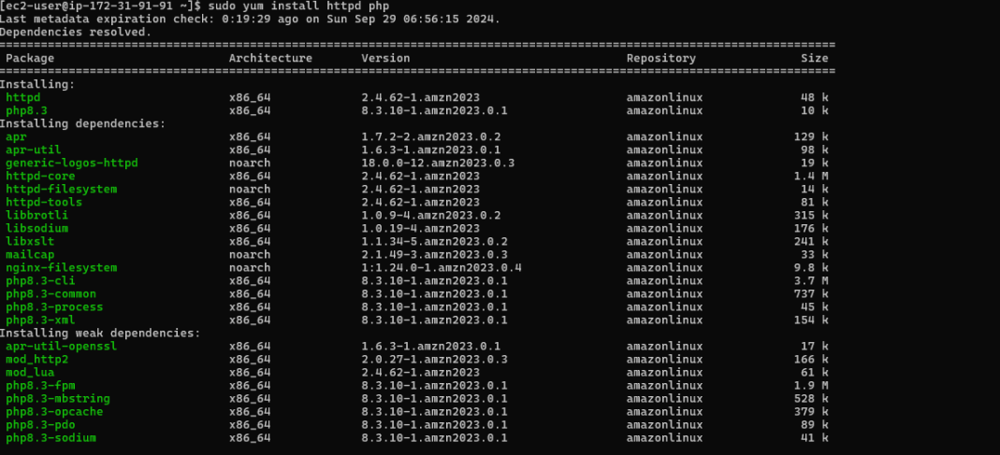 [ec2-user@ip-172-31-91-91 ~]$ sudo yum install httpd php
Last metadata expiration check: 0:19:29 ago on Sun Sep 29 06:56:15 2024.
Dependencies resolved.
================================================================================
Package Architecture Version Repository Size
================================================================================
Installing:
httpd x86_64 2.4.62-1.amzn2023 amazonlinux 48 k
php8.3 x86_64 8.3.10-1.amzn2023.0.1 amazonlinux 10 k
Installing dependencies:
apr x86_64 1.7.2-2.amzn2023.0.2 amazonlinux 129 k
apr-util x86_64 1.6.3-1.amzn2023.0.1 amazonlinux 98 k
generic-logos-httpd noarch 18.0.0-12.amzn2023.0.3 amazonlinux 19 k
httpd-core x86_64 2.4.62-1.amzn2023 amazonlinux 1.4 M
httpd-filesystem noarch 2.4.62-1.amzn2023 amazonlinux 14 k
httpd-tools x86_64 2.4.62-1.amzn2023 amazonlinux 81 k
libbrotli x86_64 1.0.9-4.amzn2023.0.2 amazonlinux 315 k
libsodium x86_64 1.0.19-4.amzn2023 amazonlinux 176 k
libxslt x86_64 1.1.34-5.amzn2023.0.2 amazonlinux 241 k
mailcap noarch 2.1.49-3.amzn2023.0.3 amazonlinux 33 k
nginx-filesystem noarch 1:1.24.0-1.amzn2023.0.4 amazonlinux 9.8 k
php8.3-cli x86_64 8.3.10-1.amzn2023.0.1 amazonlinux 3.7 M
php8.3-common x86_64 8.3.10-1.amzn2023.0.1 amazonlinux 737 k
php8.3-process x86_64 8.3.10-1.amzn2023.0.1 amazonlinux 45 k
php8.3-xml x86_64 8.3.10-1.amzn2023.0.1 amazonlinux 154 k
Installing weak dependencies:
apr-util-openssl x86_64 1.6.3-1.amzn2023.0.1 amazonlinux 17 k
mod_http2 x86_64 2.0.27-1.amzn2023.0.3 amazonlinux 166 k
mod_lua x86_64 2.4.62-1.amzn2023 amazonlinux 61 k
php8.3-fpm x86_64 8.3.10-1.amzn2023.0.1 amazonlinux 1.9 M
php8.3-mbstring x86_64 8.3.10-1.amzn2023.0.1 amazonlinux 528 k
php8.3-opcache x86_64 8.3.10-1.amzn2023.0.1 amazonlinux 379 k
php8.3-pdo x86_64 8.3.10-1.amzn2023.0.1 amazonlinux 89 k
php8.3-sodium x86_64 8.3.10-1.amzn2023.0.1 amazonlinux 41 k